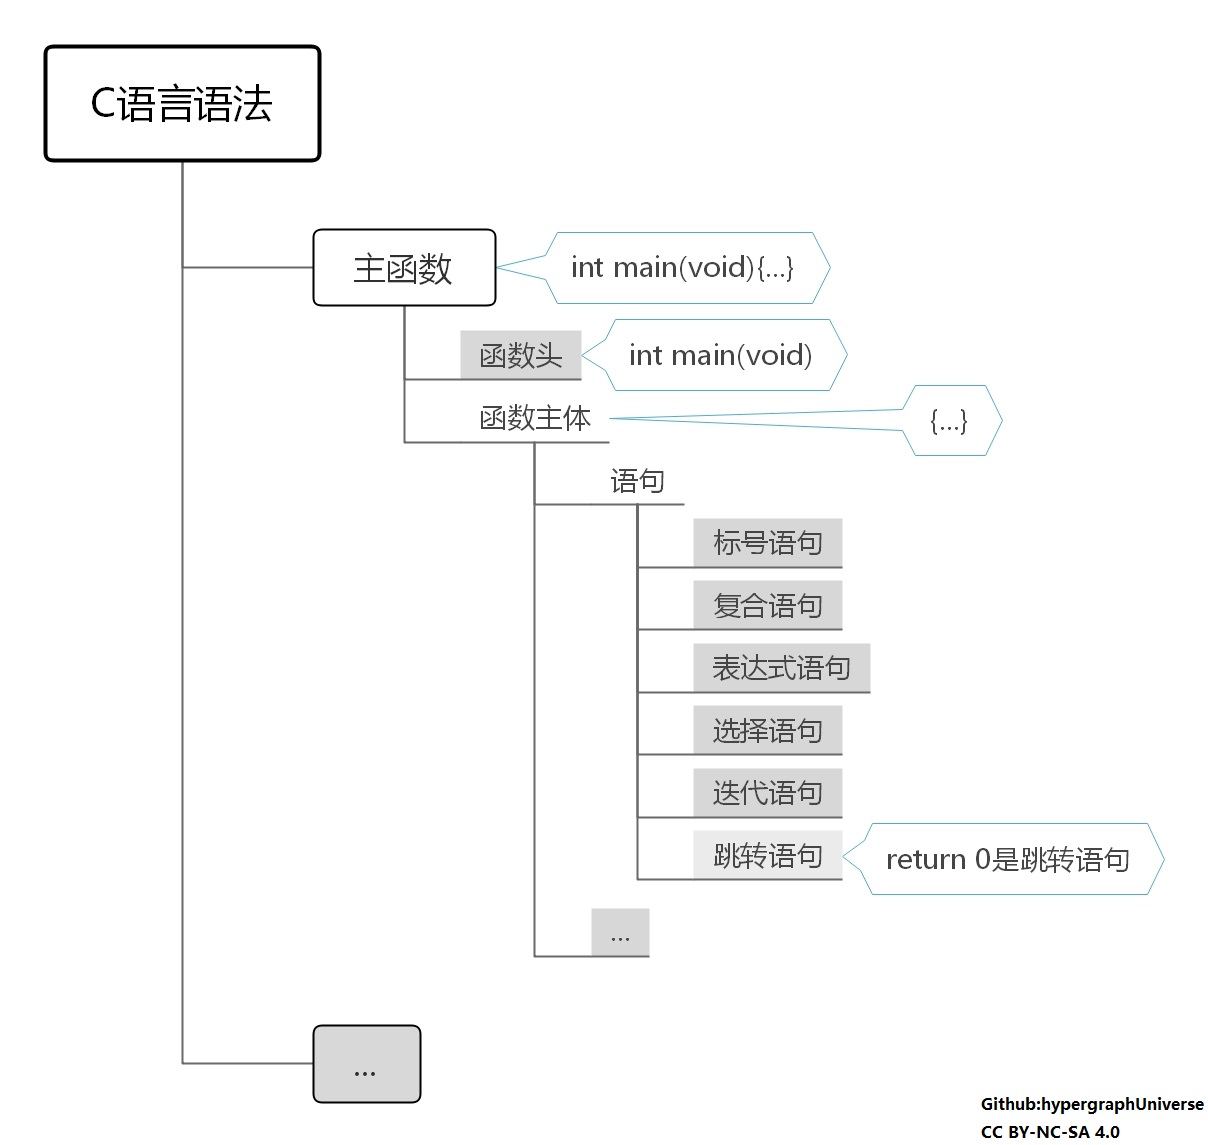 C语言语法
主函数
int main(void){...}
函数头
int main(void)
函数主体
{...}
语句
标号语句
复合语句
表达式语句
选择语句
迭代语句
跳转语句
return 0是跳转语句
...
...
Github:hypergraphUniverse
CC BY-NC-SA 4.0